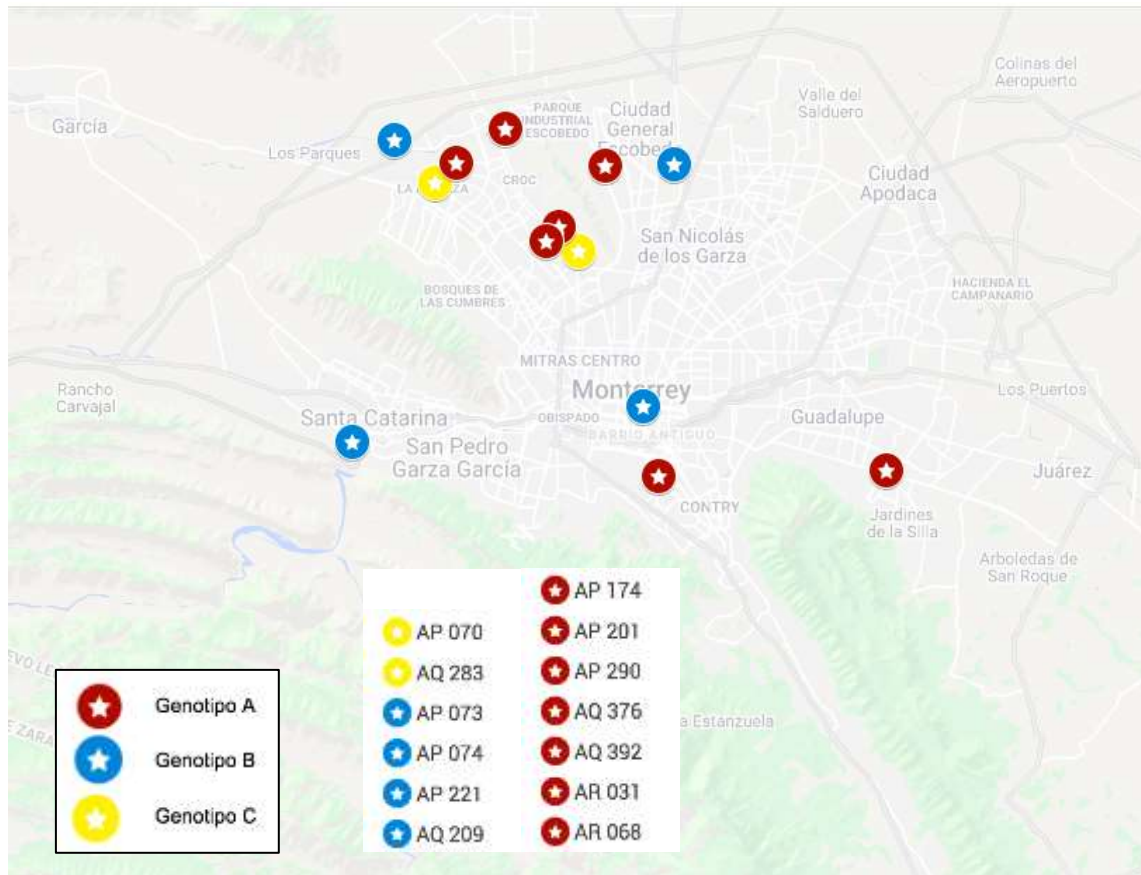 Colinas del
Aeropuerto
Valle del
Salduero
García
PARQUE
INDUSTRIAL
ESCOBEDO
Ciudad
General
Escobedo
Los Parques
CROC
Ciudad
Apodaca
San Nicolás
de los Garza
BOSQUES DE
LAS CUMBRES
HACIENDA EL
CAMPANARIO
MITRAS CENTRO
Monterrey
Rancho
Carvajal
Los Puertos
Santa Catarina
OBISPADO
Guadalupe
BARRIO ANTIGUO
San Pedro
Garza García
Juárez
CONTRY
Jardines
de la Silla
Arboledas de
San Roque
a Estanzuela
Genotipo A
Genotipo B
Genotipo C
AP 070
AQ 283
AP 073
AP 074
AP 221
AQ 209
AP 174
AP 201
AP 290
AQ 376
AQ 392
AR 031
AR 068